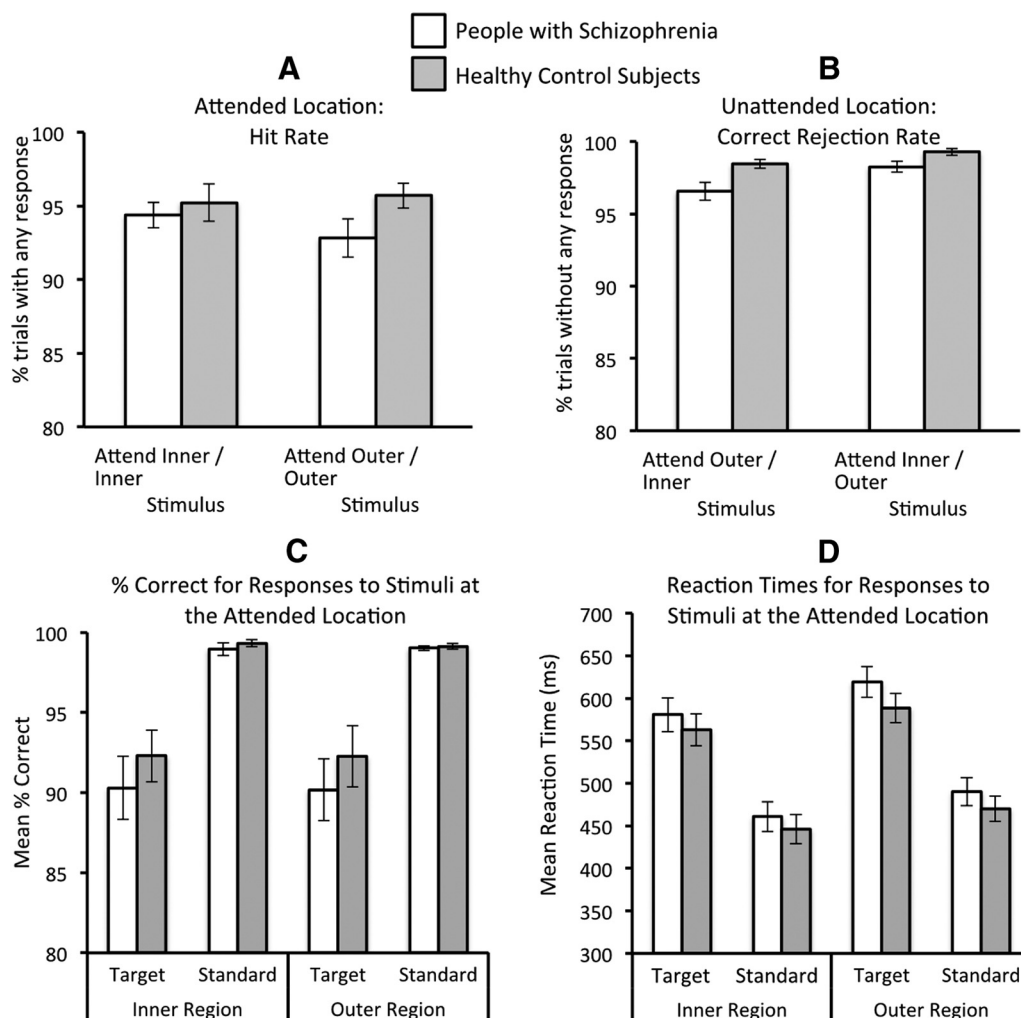 People with Schizophrenia
Healthy Control Subjects
A
Attended Location:
Hit Rate
% trials with any response
100
95
90
85
80
Attend Inner /
Inner
Stimulus
Attend Outer /
Outer
Stimulus
B
Unattended Location:
Correct Rejection Rate
% trials without any response
100
95
90
85
80
Attend Outer /
Inner
Stimulus
Attend Inner /
Outer
Stimulus
C
% Correct for Responses to Stimuli at
the Attended Location
Mean % Correct
100
95
90
85
80
Target Standard Target Standard
Inner Region Outer Region
D
Reaction Times for Responses to
Stimuli at the Attended Location
Mean Reaction Time (ms)
700
650
600
550
500
450
400
350
300
Target Standard Target Standard
Inner Region Outer Region